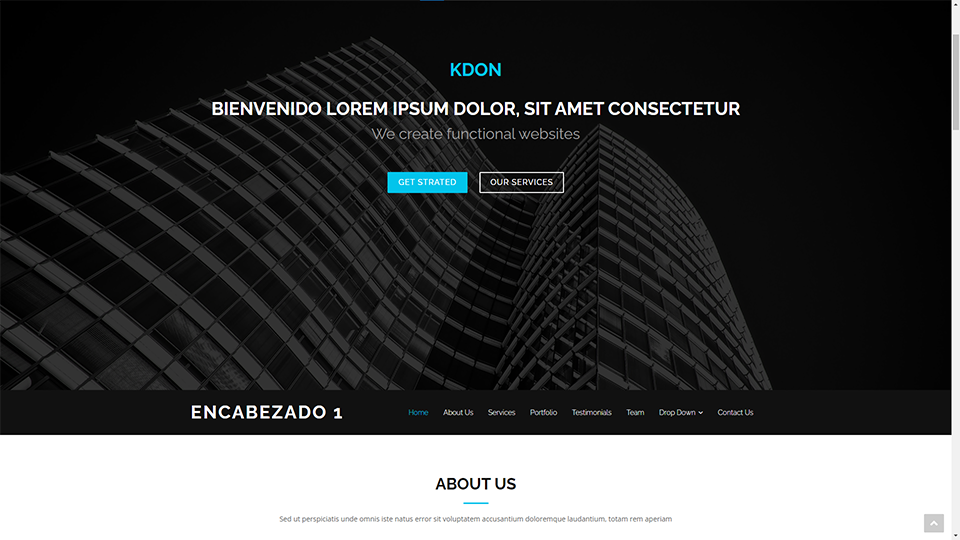 KDON
BIENVENIDO LOREM IPSUM DOLOR, SIT AMET CONSECTETUR
We create functional websites
GET STRATED OUR SERVICES
ENCABEZADO 1 Home About Us Services Portfolio Testimonials Team Drop Down Contact Us
ABOUT US
Sed ut perspiciatis unde omnis iste natus error sit voluptatem accusantium doloremque laudantium, totam rem aperiam